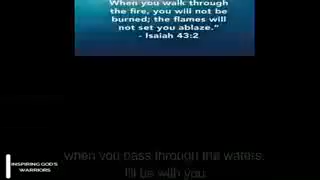 When you walk through
the fire, you will not be
burned; the flames will
not set you ablaze.”
- Isaiah 43:2
when you pass through the waters,
I'll be with you
INSPIRING GOD'S
WARRIORS